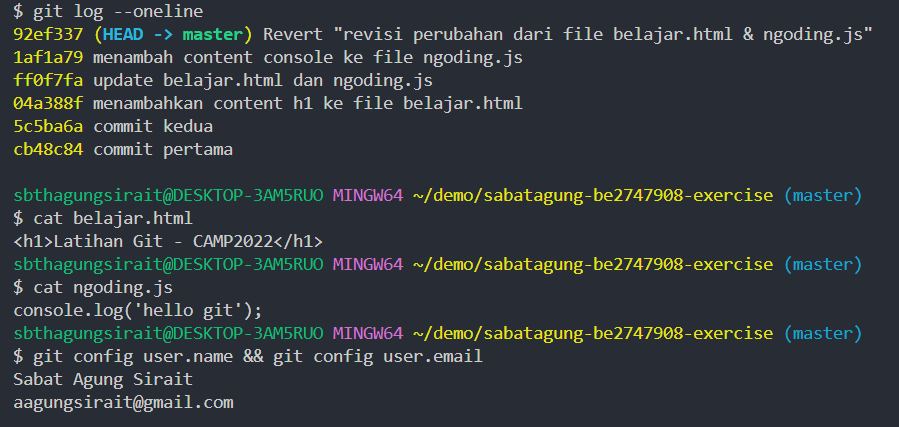 $ git log --oneline
92ef337 (HEAD -> master) Revert "revisi perubahan dari file belajar.html & ngoding.js"
1af1a79 menambah content console ke file ngoding.js
ff0f7fa update belajar.html dan ngoding.js
04a388f menambahkan content h1 ke file belajar.html
5c5ba6a commit kedua
cb48c84 commit pertama
sbthagungsirait@DESKTOP-3AM5RUO MINGW64 ~/demo/sabatagung-be2747908-exercise (master)
$ cat belajar.html
<h1>Latihan Git - CAMP2022</h1>
sbthagungsirait@DESKTOP-3AM5RUO MINGW64 ~/demo/sabatagung-be2747908-exercise (master)
$ cat ngoding.js
console.log('hello git');
sbthagungsirait@DESKTOP-3AM5RUO MINGW64 ~/demo/sabatagung-be2747908-exercise (master)
$ git config user.name && git config user.email
Sabat Agung Sirait
aagungsirait@gmail.com